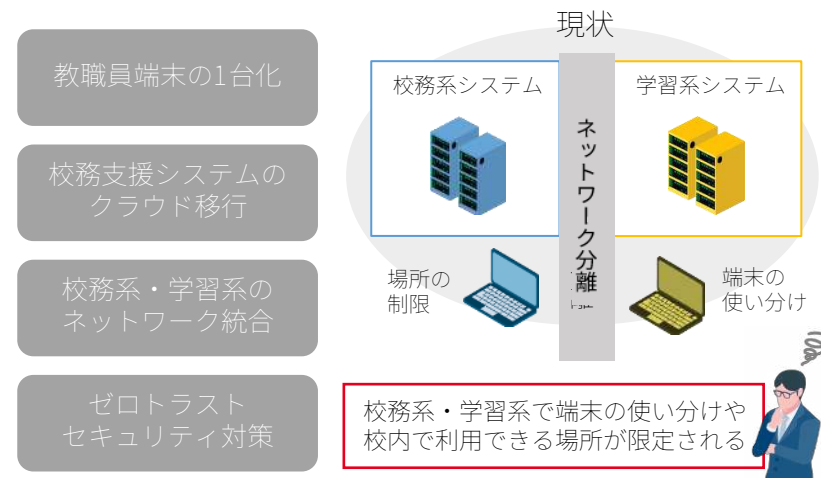 教職員端末の1台化
校務支援システムの
クラウド移行
校務系・学習系の
ネットワーク統合
ゼロトラスト
セキュリティ対策
現状
校務系システム
ネットワーク分離
学習系システム
場所の
制限
端末の
使い分け
校務系・学習系で端末の使い分けや
校内で利用できる場所が限定される